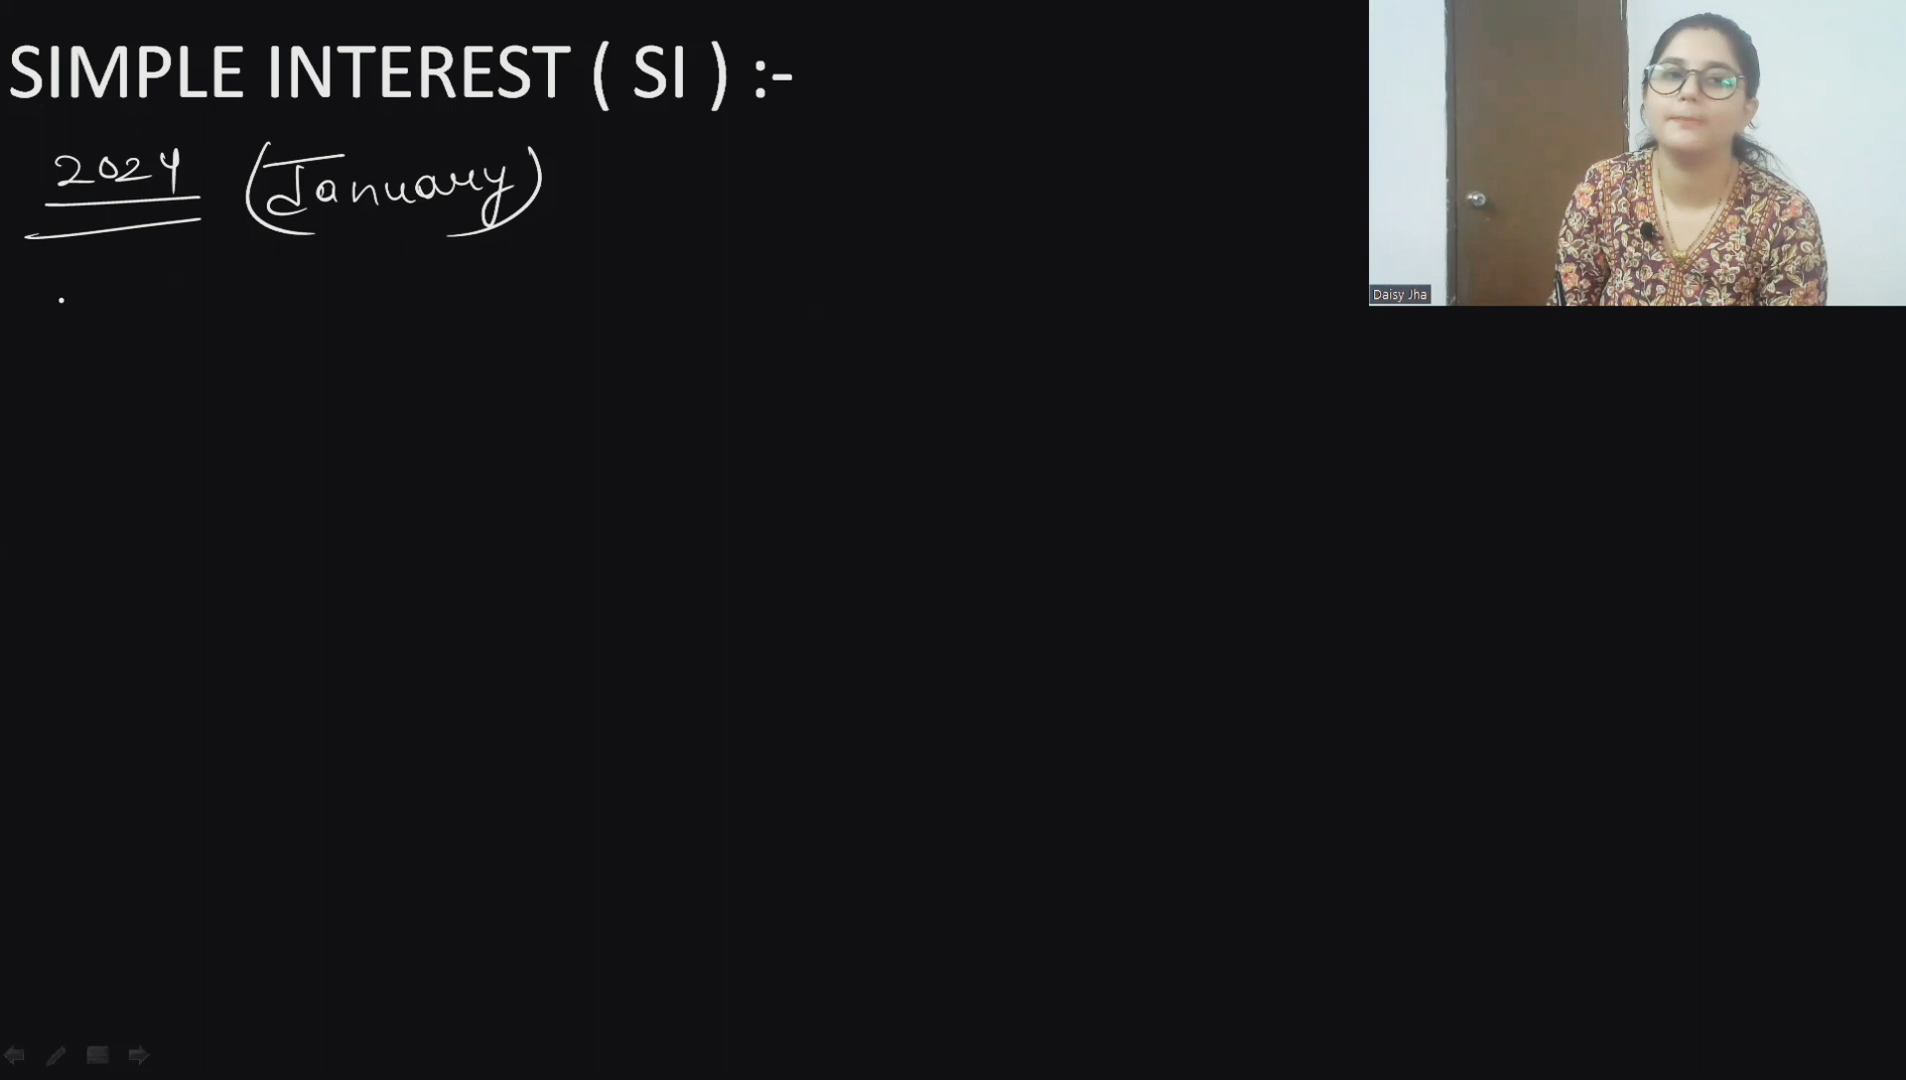 SIMPLE INTEREST ( SI ) :-
2024 (January)
Daisy Jha